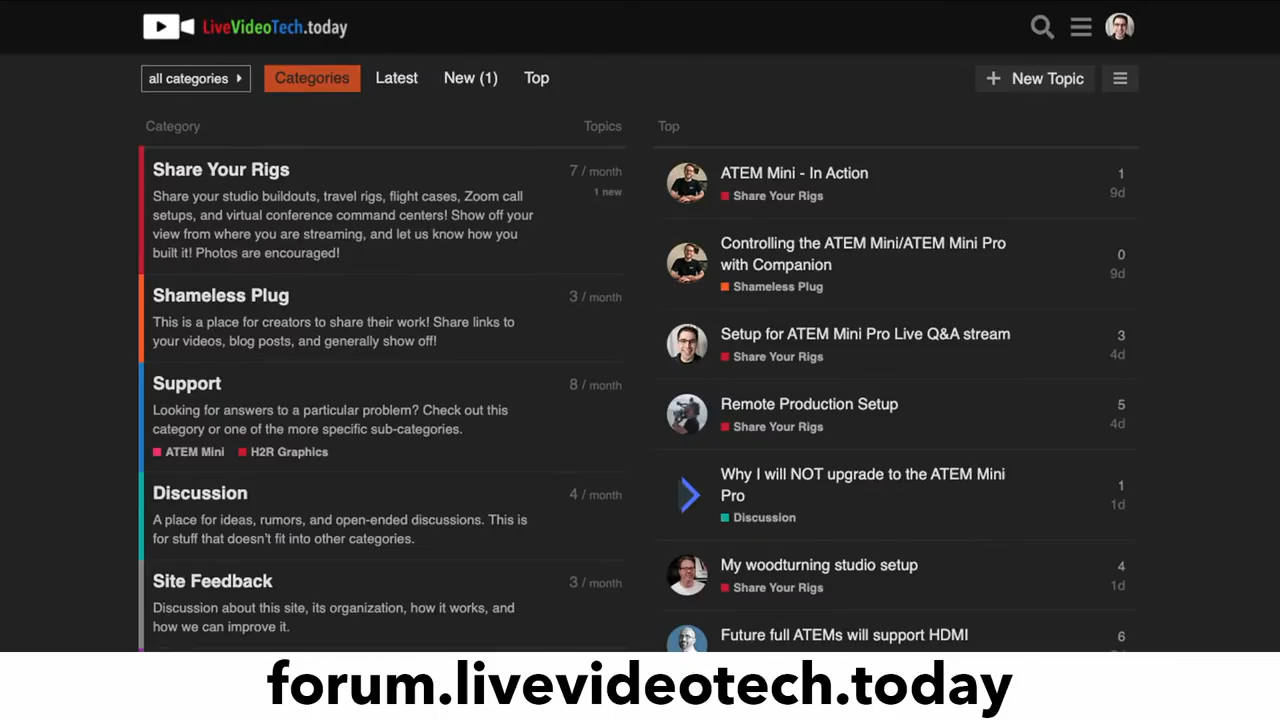 LiveVideoTech.today
all categories
Categories
Latest
New (1)
Top
+ New Topic
Category
Topics
Share Your Rigs
7 / month
1 new
Share your studio buildouts, travel rigs, flight cases, Zoom call
setups, and virtual conference command centers! Show off your
view from where you are streaming, and let us know how you
built it! Photos are encouraged!
Shameless Plug
3 / month
This is a place for creators to share their work! Share links to
your videos, blog posts, and generally show off!
Support
8 / month
Looking for answers to a particular problem? Check out this
category or one of the more specific sub-categories.
ATEM Mini
H2R Graphics
Discussion
4 / month
A place for ideas, rumors, and open-ended discussions. This is
for stuff that doesn't fit into other categories.
Site Feedback
3 / month
Discussion about this site, its organization, how it works, and
how we can improve it.
Top
ATEM Mini - In Action
1
Share Your Rigs
9d
Controlling the ATEM Mini/ATEM Mini Pro
with Companion
0
9d
Shameless Plug
Setup for ATEM Mini Pro Live Q&A stream
3
Share Your Rigs
4d
Remote Production Setup
5
Share Your Rigs
4d
Why I will NOT upgrade to the ATEM Mini
Pro
1
1d
Discussion
My woodturning studio setup
4
Share Your Rigs
1d
Future full ATEMs will support HDMI
6
forum.livevideotech.today